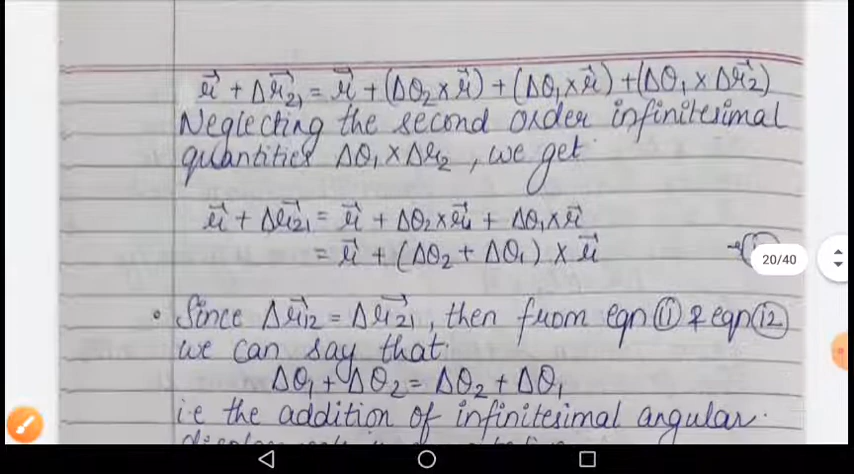 r⃗ + Δr⃗₂₁ = r⃗ + (Δθ₂ × r⃗) + (Δθ₁ × r⃗) + (Δθ₁ × Δr⃗₂)
Neglecting the second order infinitesimal
quantities Δθ₁ × Δr₂, we get
r⃗ + Δr⃗₂₁ = r⃗ + Δθ₂ × r⃗ + Δθ₁ × r⃗
= r⃗ + (Δθ₂ + Δθ₁) × r⃗
20/40
• Since Δr⃗₁₂ = Δr⃗₂₁, then from eqn ⑪ & eqn ⑫
we can say that
Δθ₁ + Δθ₂ = Δθ₂ + Δθ₁
i.e the addition of infinitesimal angular